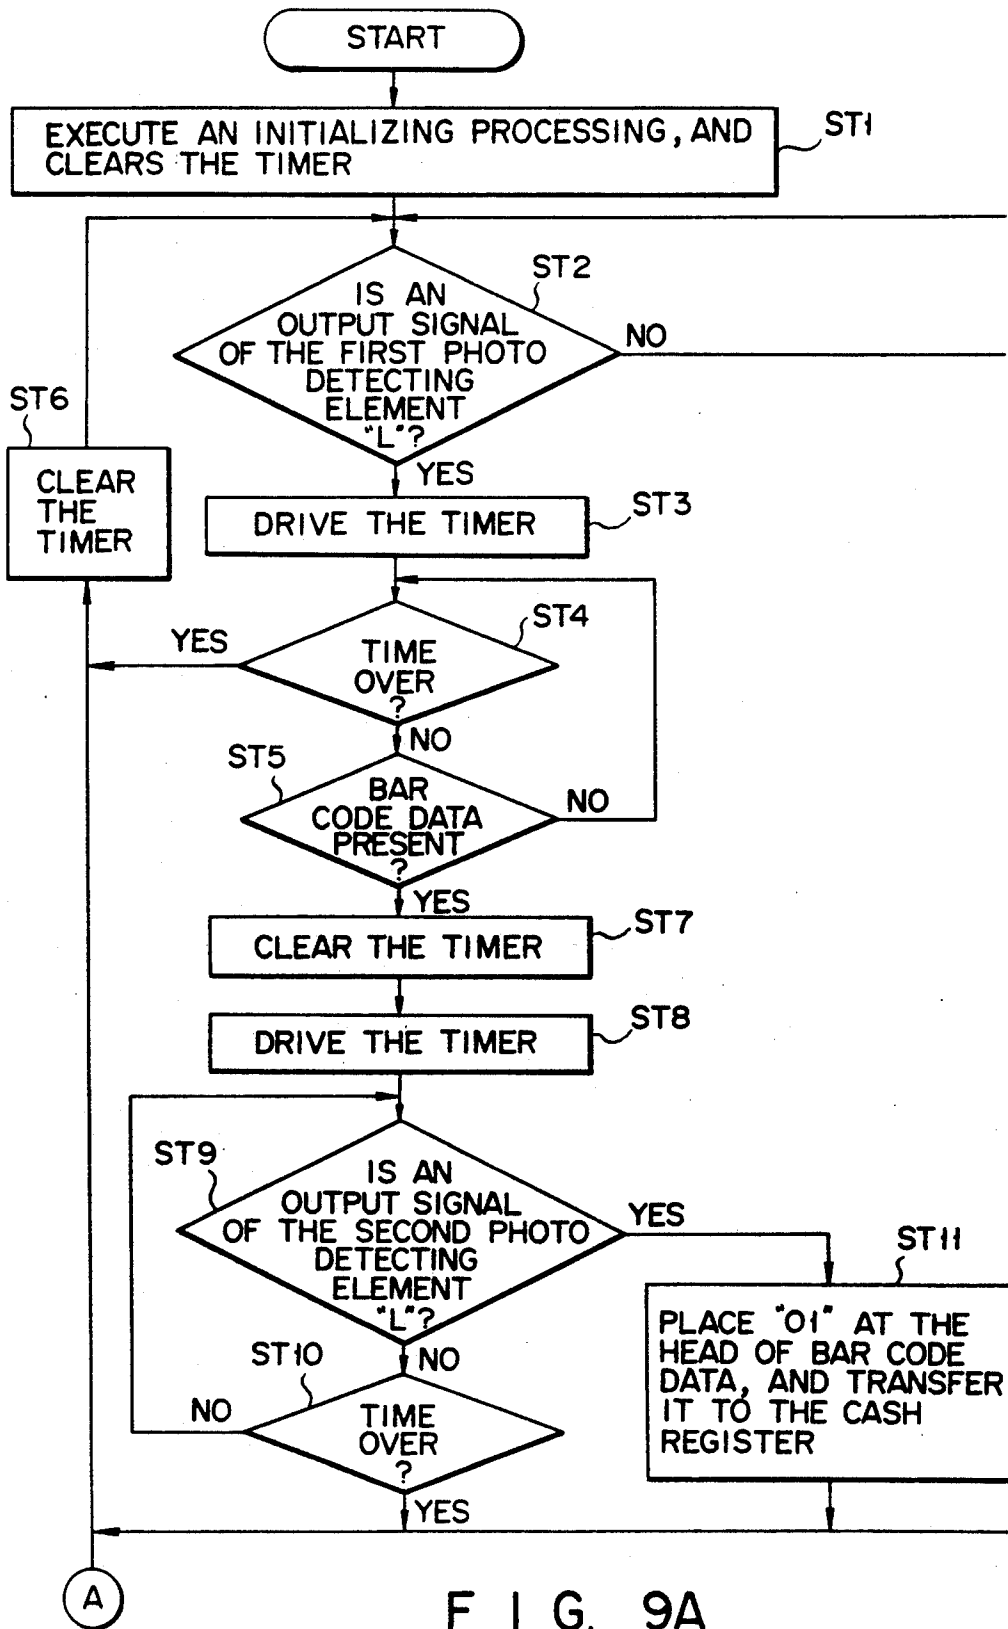 START
EXECUTE AN INITIALIZING PROCESSING, AND
CLEARS THE TIMER
ST1
ST2
IS AN
OUTPUT SIGNAL
OF THE FIRST PHOTO
DETECTING
ELEMENT
"L"?
NO
YES
ST6
CLEAR
THE
TIMER
DRIVE THE TIMER
ST3
YES
ST4
TIME
OVER
?
NO
ST5
BAR
CODE DATA
PRESENT
?
NO
YES
CLEAR THE TIMER
ST7
DRIVE THE TIMER
ST8
ST9
IS AN
OUTPUT SIGNAL
OF THE SECOND PHOTO
DETECTING
ELEMENT
"L"?
YES
NO
ST11
PLACE "01" AT THE
HEAD OF BAR CODE
DATA, AND TRANSFER
IT TO THE CASH
REGISTER
ST10
NO
TIME
OVER
?
YES
A
FIG. 9A